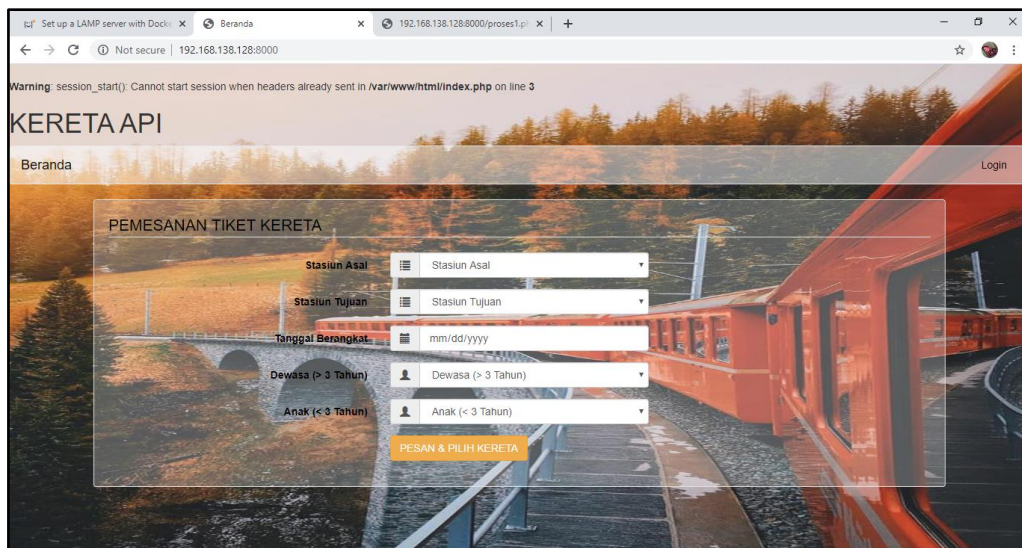 Set up a LAMP server with Docke
Beranda
192.168.138.128:8000/proses1.ph
Not secure | 192.168.138.128:8000
Warning: session_start(): Cannot start session when headers already sent in /var/www/html/index.php on line 3
KERETA API
Beranda
Login
PEMESANAN TIKET KERETA
Stasiun Asal Stasiun Asal
Stasiun Tujuan Stasiun Tujuan
Tanggal Berangkat mm/dd/yyyy
Dewasa (> 3 Tahun) Dewasa (> 3 Tahun)
Anak (< 3 Tahun) Anak (< 3 Tahun)
PESAN & PILIH KERETA